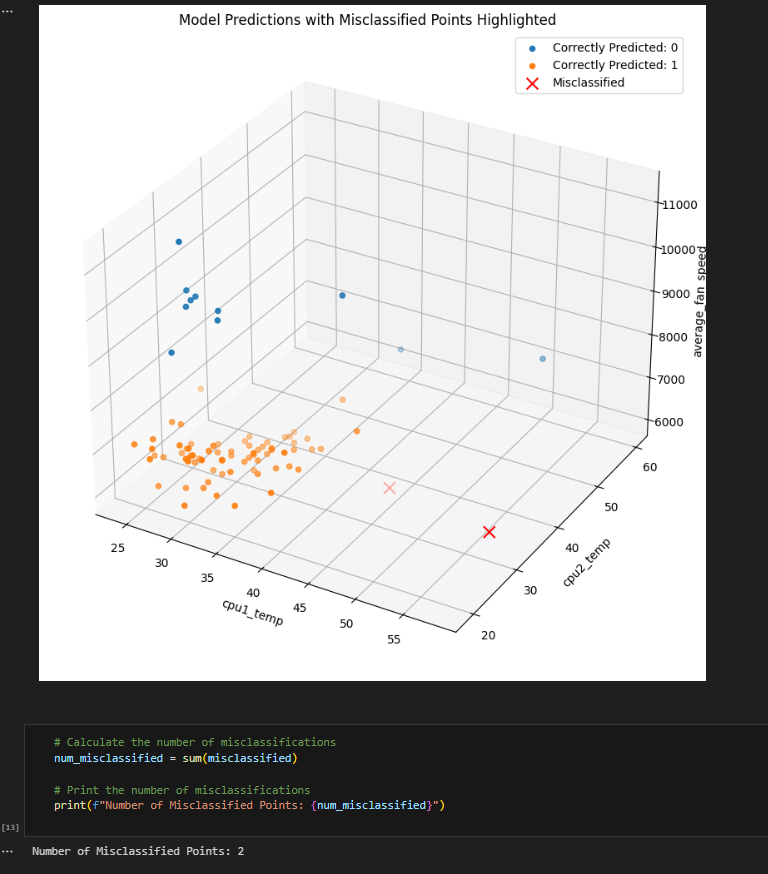 ...
Model Predictions with Misclassified Points Highlighted
Correctly Predicted: 0
Correctly Predicted: 1
Misclassified
11000
10000
9000
8000
7000
6000
average_fan_speed
60
50
40
30
20
cpu2_temp
25
30
35
40
45
50
55
cpu1_temp
# Calculate the number of misclassifications
num_misclassified = sum(misclassified)
# Print the number of misclassifications
print(f"Number of Misclassified Points: {num_misclassified}")
[13]
... Number of Misclassified Points: 2